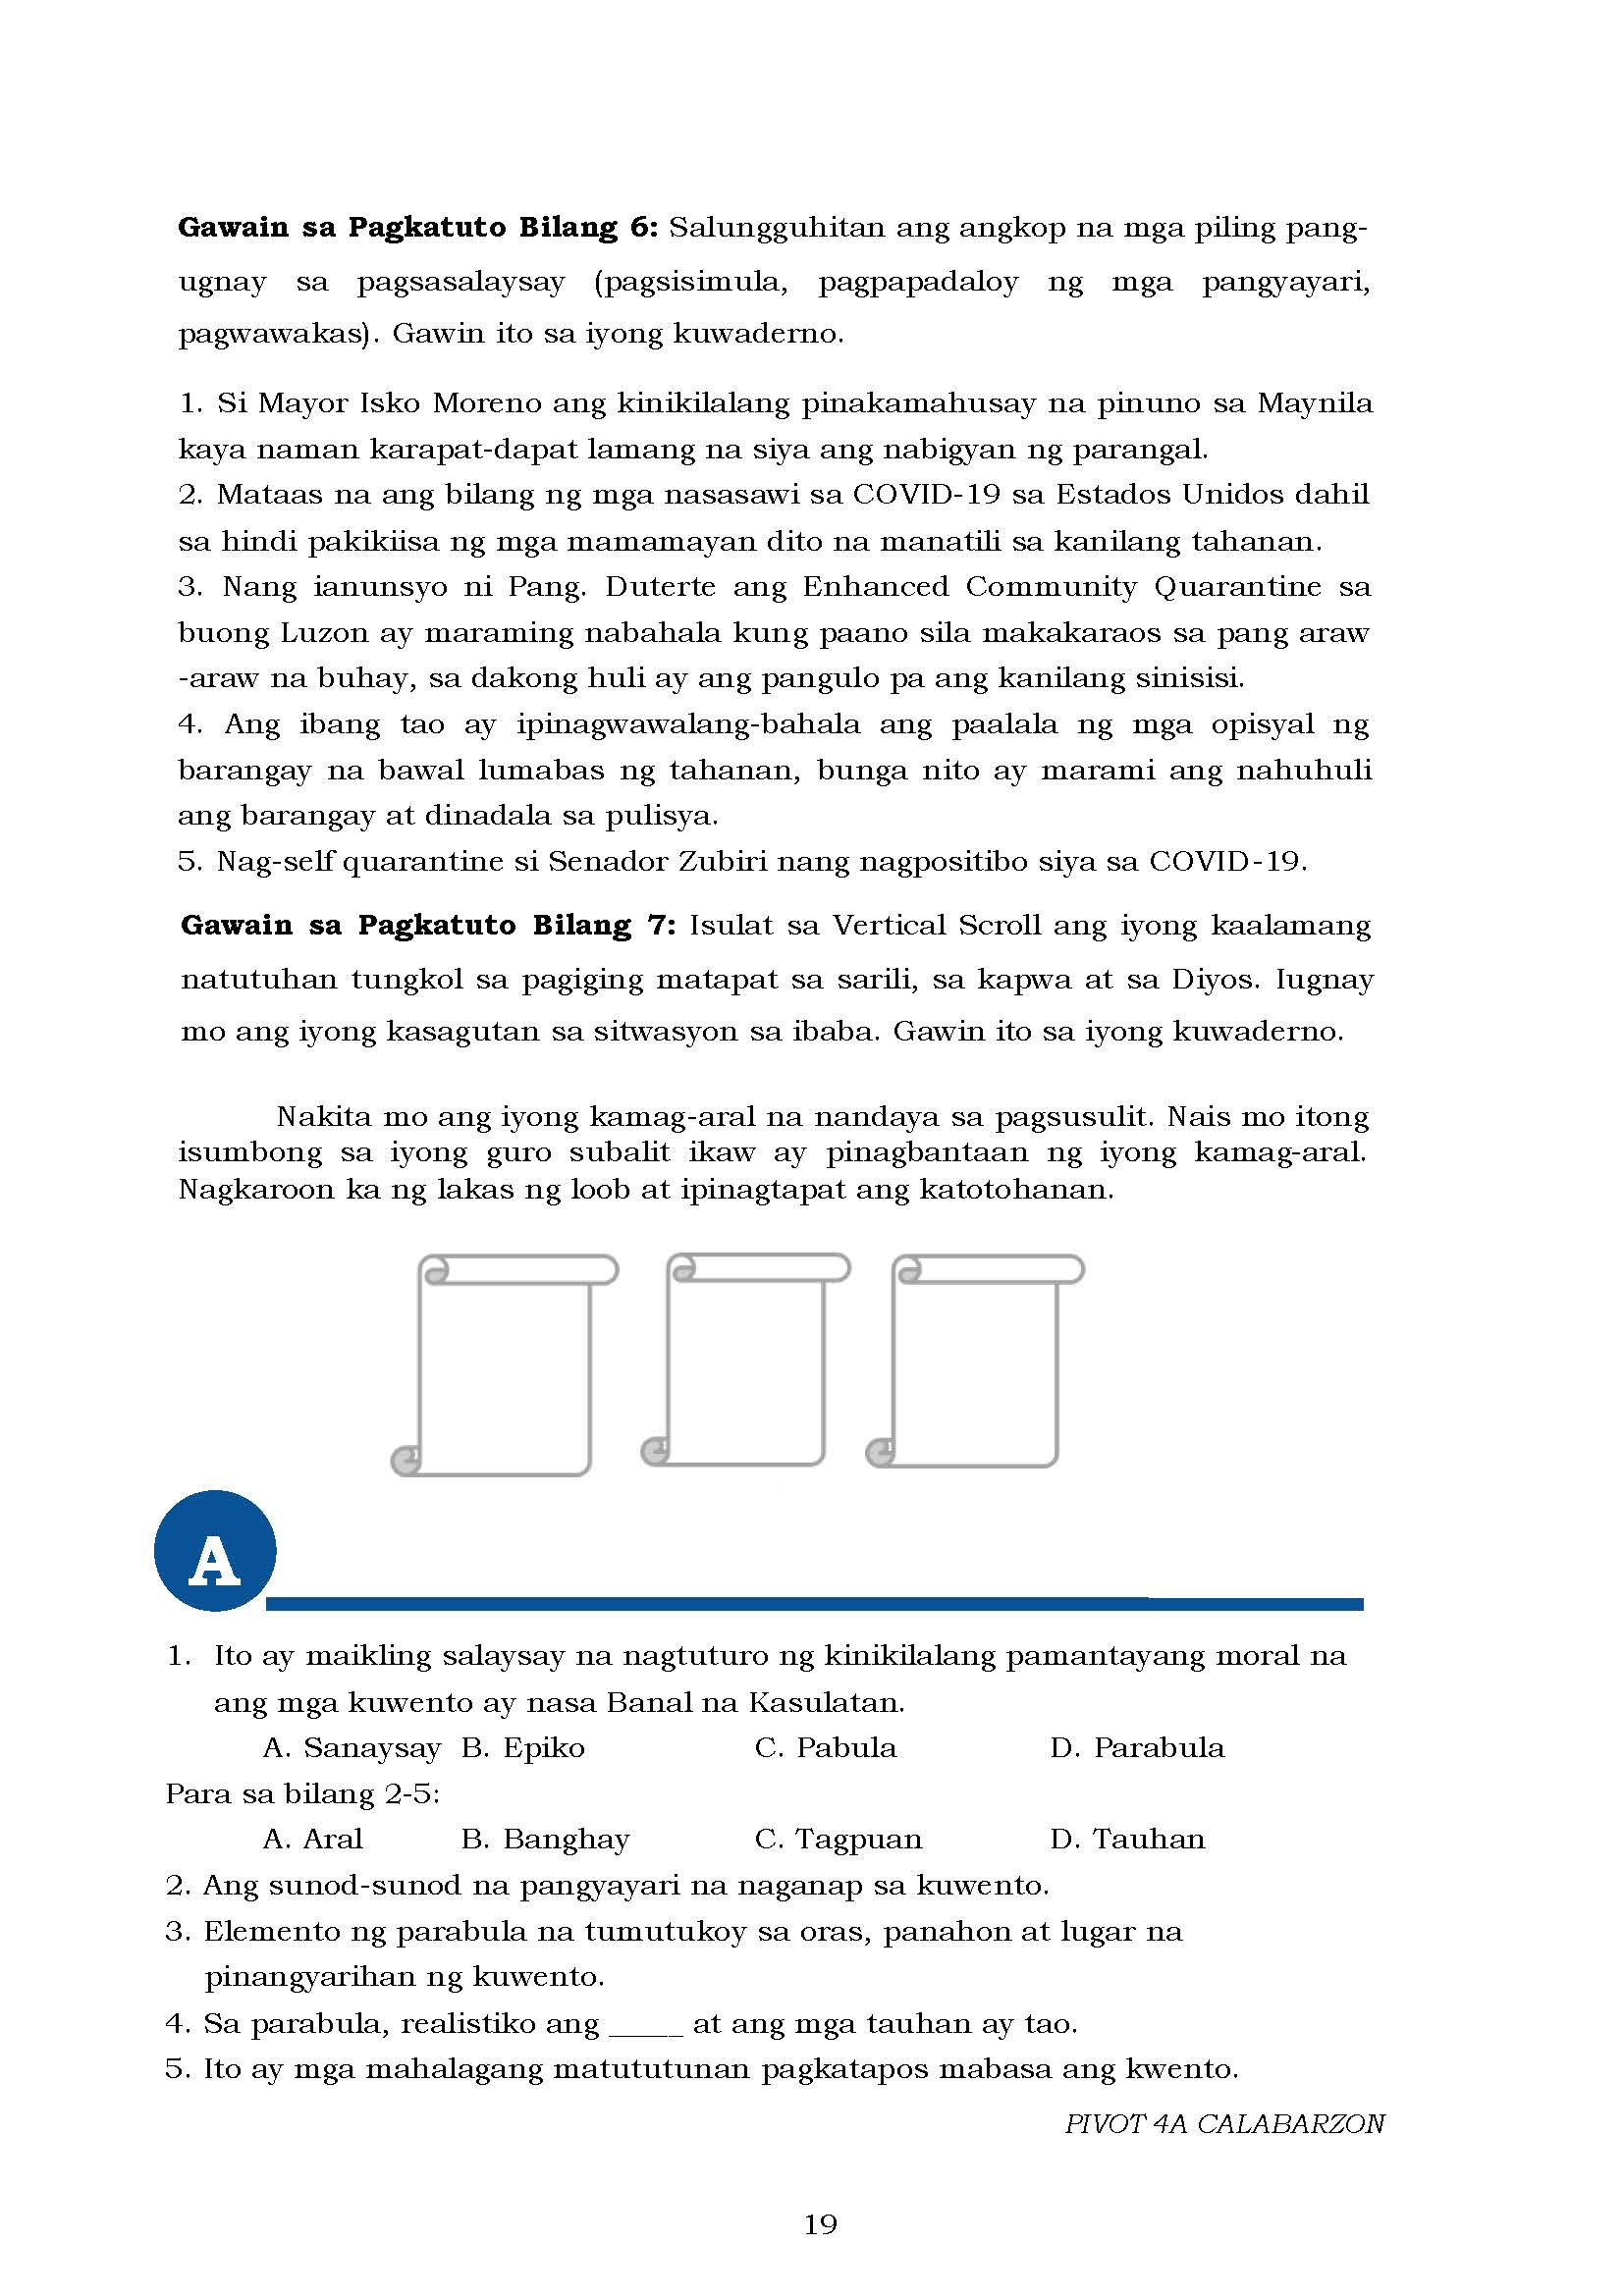 Gawain sa Pagkatuto Bilang 6: Salungguhitan ang angkop na mga piling pang-
ugnay sa pagsasalaysay (pagsisimula, pagpapadaloy ng mga pangyayari,
pagwawakas). Gawin ito sa iyong kuwaderno.
1. Si Mayor Isko Moreno ang kinikilalang pinakamahusay na pinuno sa Maynila
kaya naman karapat-dapat lamang na siya ang nabigyan ng parangal.
2. Mataas na ang bilang ng mga nasasawi sa COVID-19 sa Estados Unidos dahil
sa hindi pakikiisa ng mga mamamayan dito na manatili sa kanilang tahanan.
3. Nang ianunsyo ni Pang. Duterte ang Enhanced Community Quarantine sa
buong Luzon ay maraming nabahala kung paano sila makakaraos sa pang araw
-araw na buhay, sa dakong huli ay ang pangulo pa ang kanilang sinisisi.
4. Ang ibang tao ay ipinagwawalang-bahala ang paalala ng mga opisyal ng
barangay na bawal lumabas ng tahanan, bunga nito ay marami ang nahuhuli
ang barangay at dinadala sa pulisya.
5. Nag-self quarantine si Senador Zubiri nang nagpositibo siya sa COVID-19.
Gawain sa Pagkatuto Bilang 7: Isulat sa Vertical Scroll ang iyong kaalamang
natutuhan tungkol sa pagiging matapat sa sarili, sa kapwa at sa Diyos. Iugnay
mo ang iyong kasagutan sa sitwasyon sa ibaba. Gawin ito sa iyong kuwaderno.
Nakita mo ang iyong kamag-aral na nandaya sa pagsusulit. Nais mo itong
isumbong sa iyong guro subalit ikaw ay pinagbantaan ng iyong kamag-aral.
Nagkaroon ka ng lakas ng loob at ipinagtapat ang katotohanan.
A
1. Ito ay maikling salaysay na nagtuturo ng kinikilalang pamantayang moral na
ang mga kuwento ay nasa Banal na Kasulatan.
A. Sanaysay B. Epiko C. Pabula D. Parabula
Para sa bilang 2-5:
A. Aral B. Banghay C. Tagpuan D. Tauhan
2. Ang sunod-sunod na pangyayari na naganap sa kuwento.
3. Elemento ng parabula na tumutukoy sa oras, panahon at lugar na
pinangyarihan ng kuwento.
4. Sa parabula, realistiko ang _____ at ang mga tauhan ay tao.
5. Ito ay mga mahalagang matututunan pagkatapos mabasa ang kwento.
PIVOT 4A CALABARZON
19